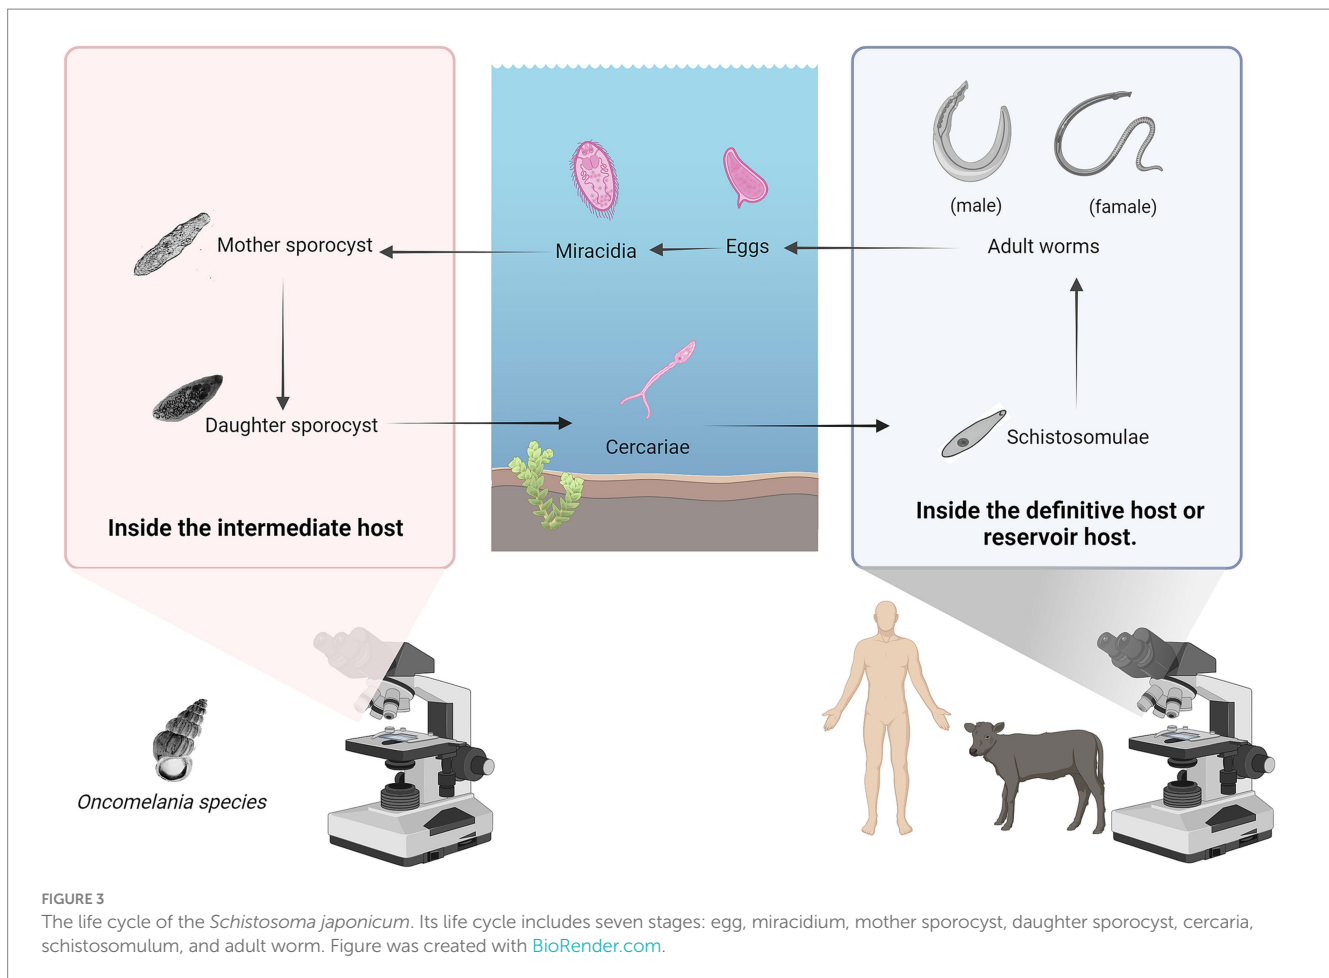 (male)
(famale)
Mother sporocyst
Miracidia
Eggs
Adult worms
Daughter sporocyst
Cercariae
Schistosomulae
Inside the intermediate host
Inside the definitive host or
reservoir host.
Oncomelania species
FIGURE 3
The life cycle of the Schistosoma japonicum. Its life cycle includes seven stages: egg, miracidium, mother sporocyst, daughter sporocyst, cercaria,
schistosomulum, and adult worm. Figure was created with BioRender.com.